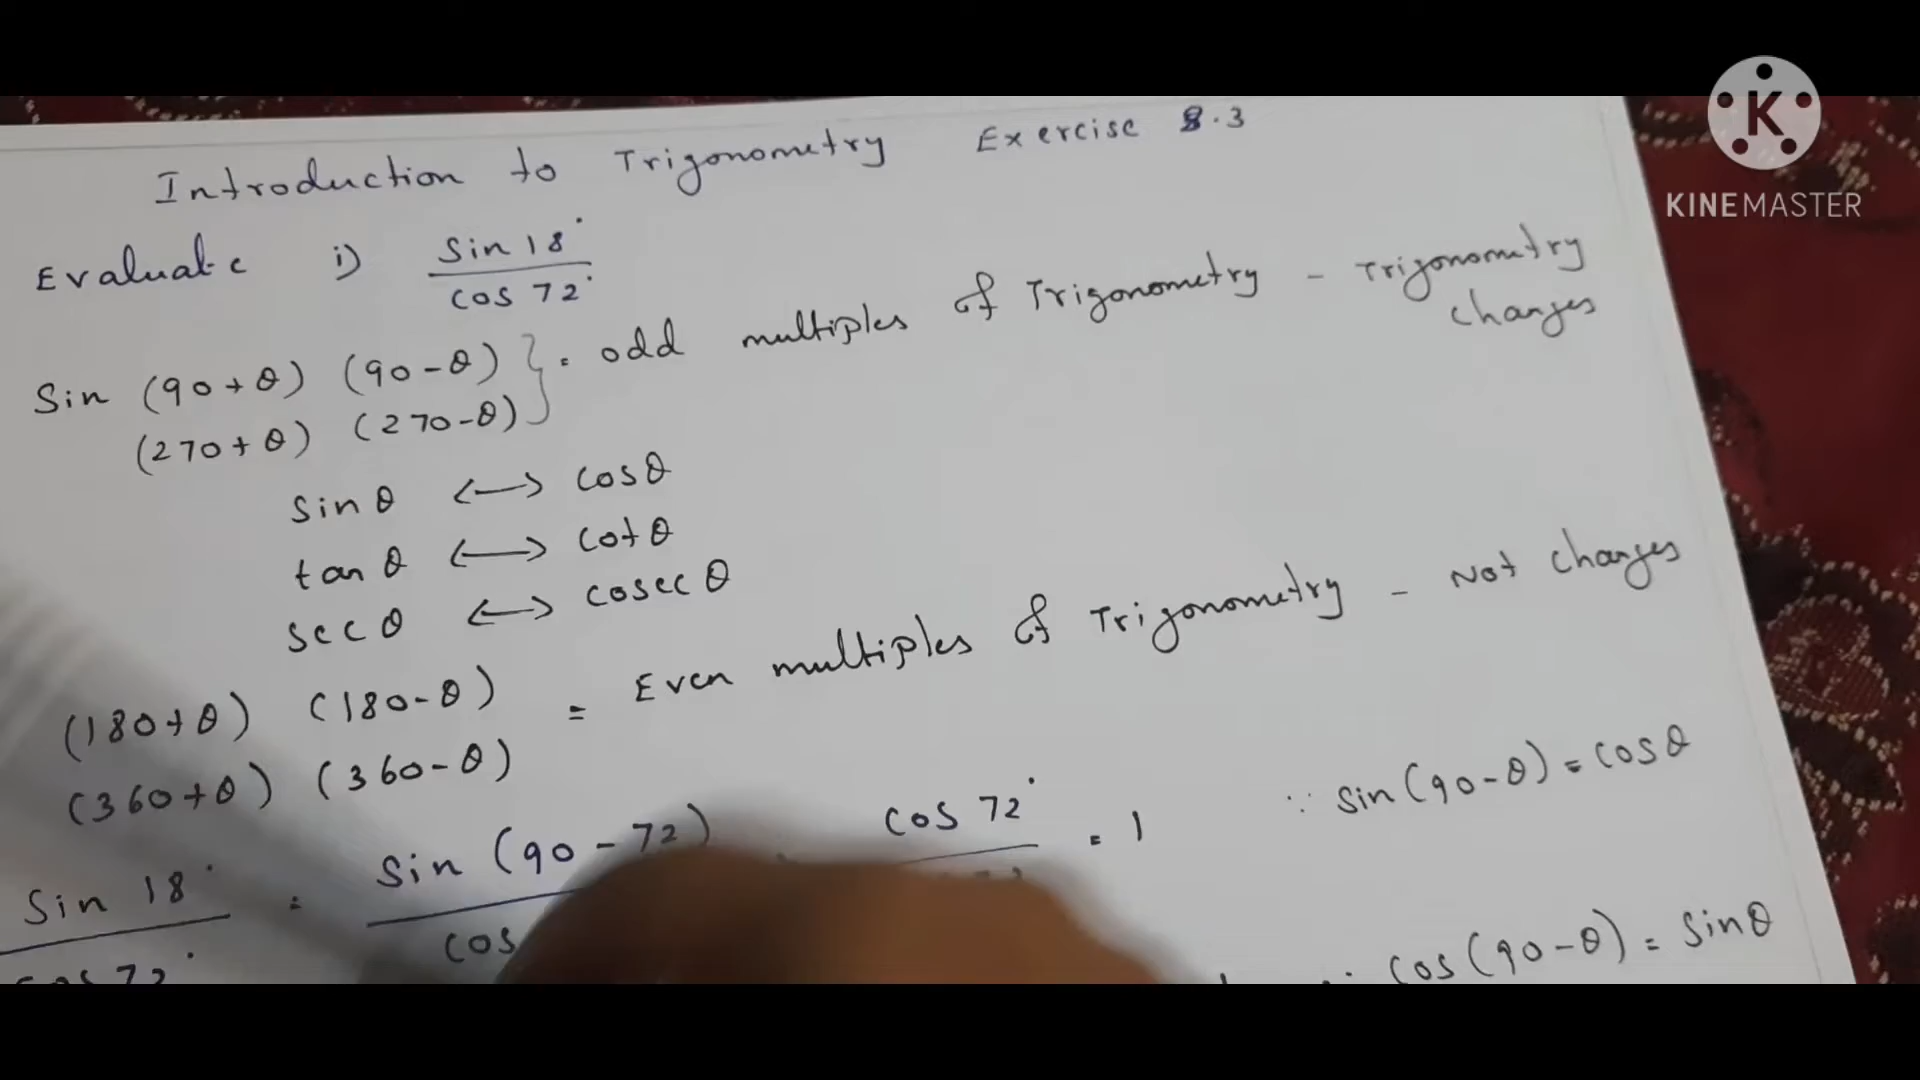 K
KINEMASTER
Introduction to Trigonometry Exercise 8.3
Evaluate i) sin 18° / cos 72°
Sin (90+θ) (90-θ) } = odd multiples of Trigonometry - Trigonometry changes
(270+θ) (270-θ)
sin θ <-> cos θ
tan θ <-> cot θ
sec θ <-> cosec θ
(180+θ) (180-θ) = Even multiples of Trigonometry - Not changes
(360+θ) (360-θ)
Sin 18° / cos 72° = sin (90-72) / cos
cos 72° = 1 ∵ sin(90-θ) = cos θ
∵ cos(90-θ) = sin θ